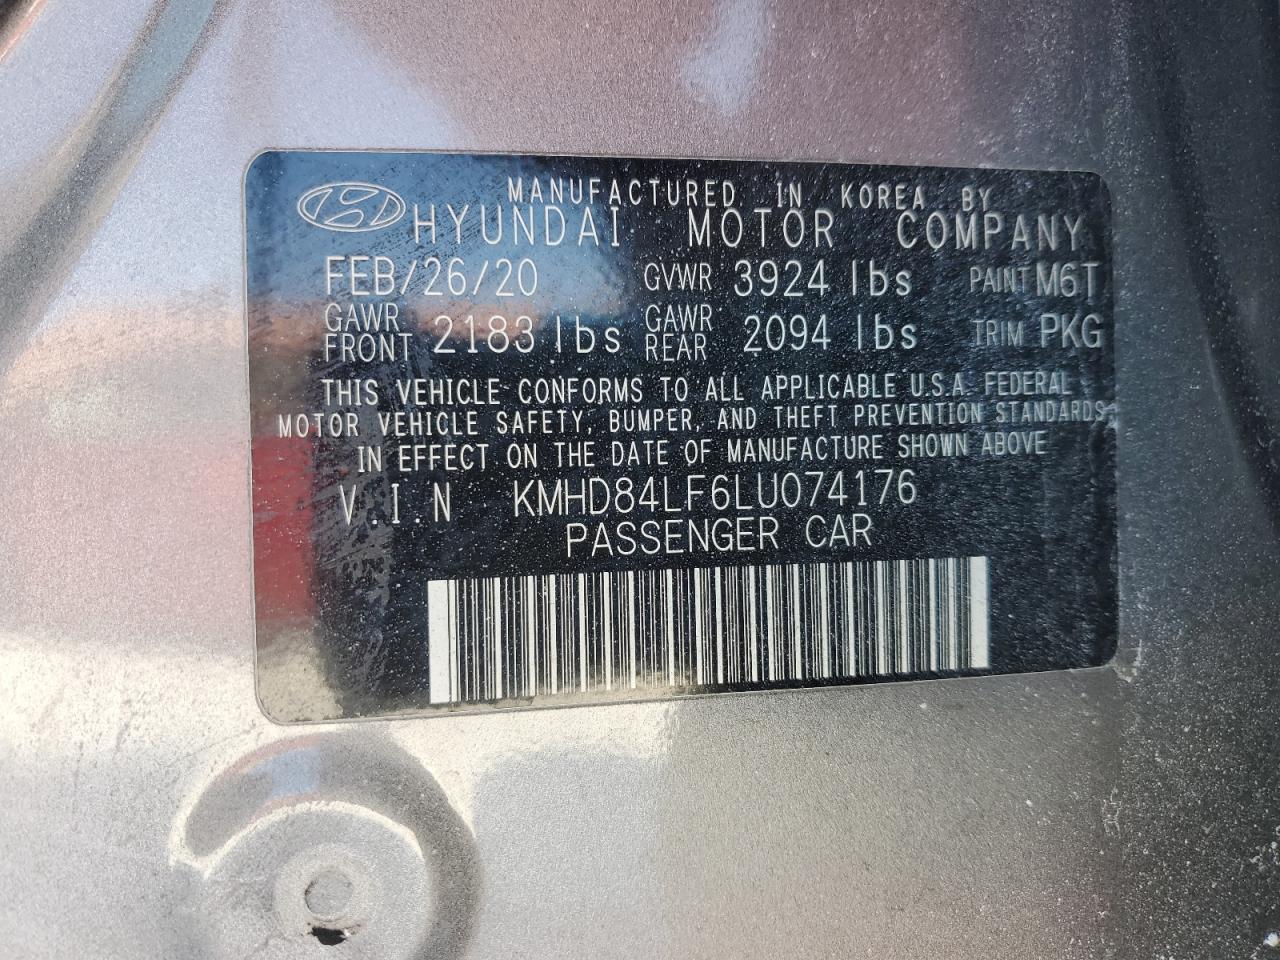 MANUFACTURED IN KOREA BY
HYUNDAI MOTOR COMPANY
FEB/26/20 GVWR 3924 lbs PAINT M6T
GAWR FRONT 2183 lbs GAWR REAR 2094 lbs TRIM PKG
THIS VEHICLE CONFORMS TO ALL APPLICABLE U.S.A. FEDERAL
MOTOR VEHICLE SAFETY, BUMPER, AND THEFT PREVENTION STANDARDS
IN EFFECT ON THE DATE OF MANUFACTURE SHOWN ABOVE
V.I.N KMHD84LF6LU074176
PASSENGER CAR